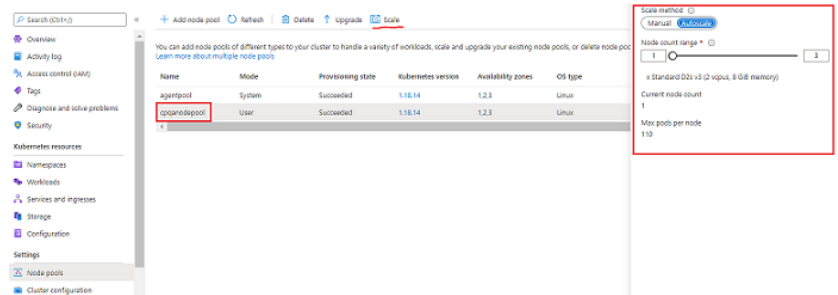 Search (Ctrl+/)
«
Overview
Activity log
Access control (IAM)
Tags
Diagnose and solve problems
Security
Kubernetes resources
Namespaces
Workloads
Services and ingresses
Storage
Configuration
Settings
Node pools
Cluster configuration
+ Add node pool Refresh Delete Upgrade Scale
You can add node pools of different types to your cluster to handle a variety of workloads, scale and upgrade your existing node pools, or delete node poo
Learn more about multiple node pools
Name Mode Provisioning state Kubernetes version Availability zones OS type
agentpool System Succeeded 1.18.14 1,2,3 Linux
cpqanodepool User Succeeded 1.18.14 1,2,3 Linux
Scale method
Manual Autoscale
Node count range *
1 3
x Standard D2s v3 (2 vcpus, 8 GiB memory)
Current node count
1
Max pods per node
110